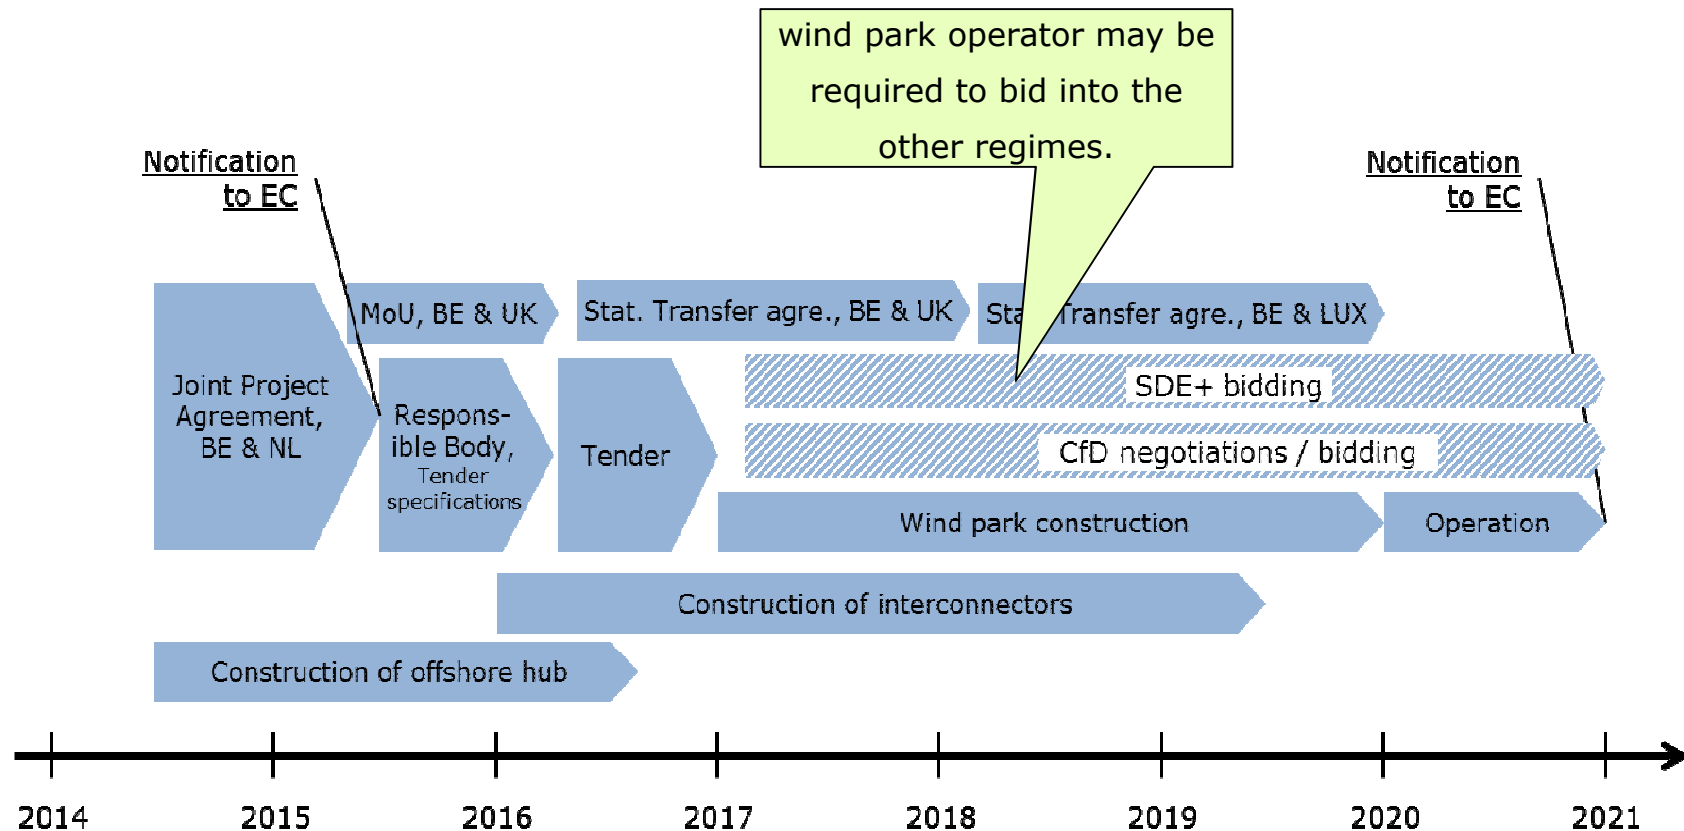 wind park operator may be
required to bid into the
other regimes.
Notification
to EC
Notification
to EC
MoU, BE & UK
Stat. Transfer agre., BE & UK
Transfer agre., BE & LUX
Joint Project
Agreement,
BE & NL
Respons-
ible Body,
Tender
specifications
Tender
SDE+ bidding
CfD negotiations / bidding
Wind park construction
Operation
Construction of interconnectors
Construction of offshore hub
2014
2015
2016
2017
2018
2019
2020
2021